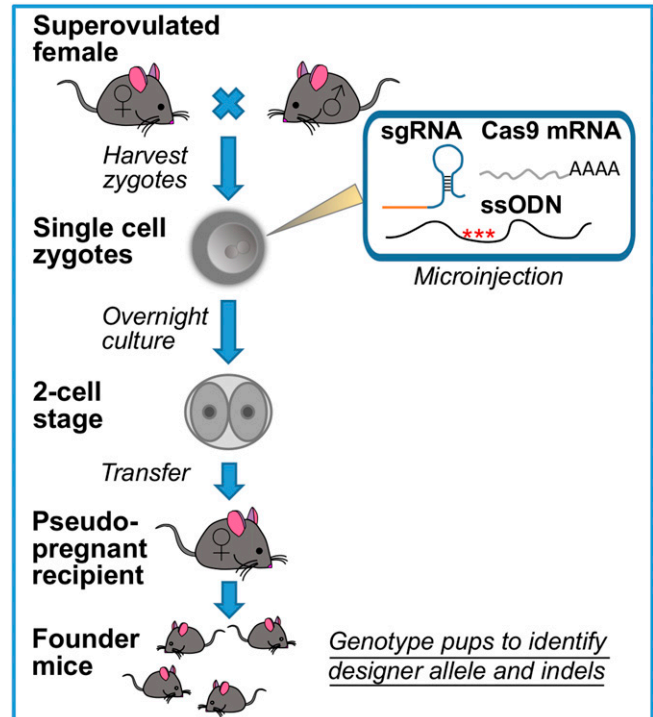 Superovulated
female
♀
♂
Harvest
zygotes
sgRNA Cas9 mRNA
AAAA
ssODN
***
Microinjection
Single cell
zygotes
Overnight
culture
2-cell
stage
Transfer
Pseudo-
pregnant
recipient
♀
Founder
mice
Genotype pups to identify
designer allele and indels